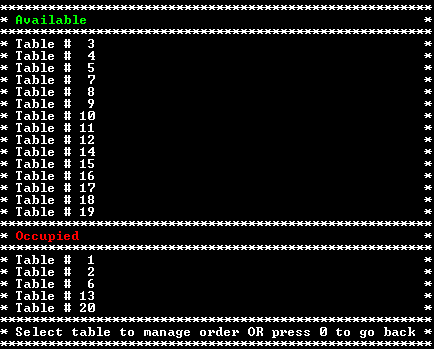 ******************************************************
* Available                                          *
******************************************************
* Table #  3                                         *
* Table #  4                                         *
* Table #  5                                         *
* Table #  7                                         *
* Table #  8                                         *
* Table #  9                                         *
* Table # 10                                         *
* Table # 11                                         *
* Table # 12                                         *
* Table # 14                                         *
* Table # 15                                         *
* Table # 16                                         *
* Table # 17                                         *
* Table # 18                                         *
* Table # 19                                         *
******************************************************
* Occupied                                           *
******************************************************
* Table #  1                                         *
* Table #  2                                         *
* Table #  6                                         *
* Table # 13                                         *
* Table # 20                                         *
******************************************************
* Select table to manage order OR press 0 to go back *
******************************************************